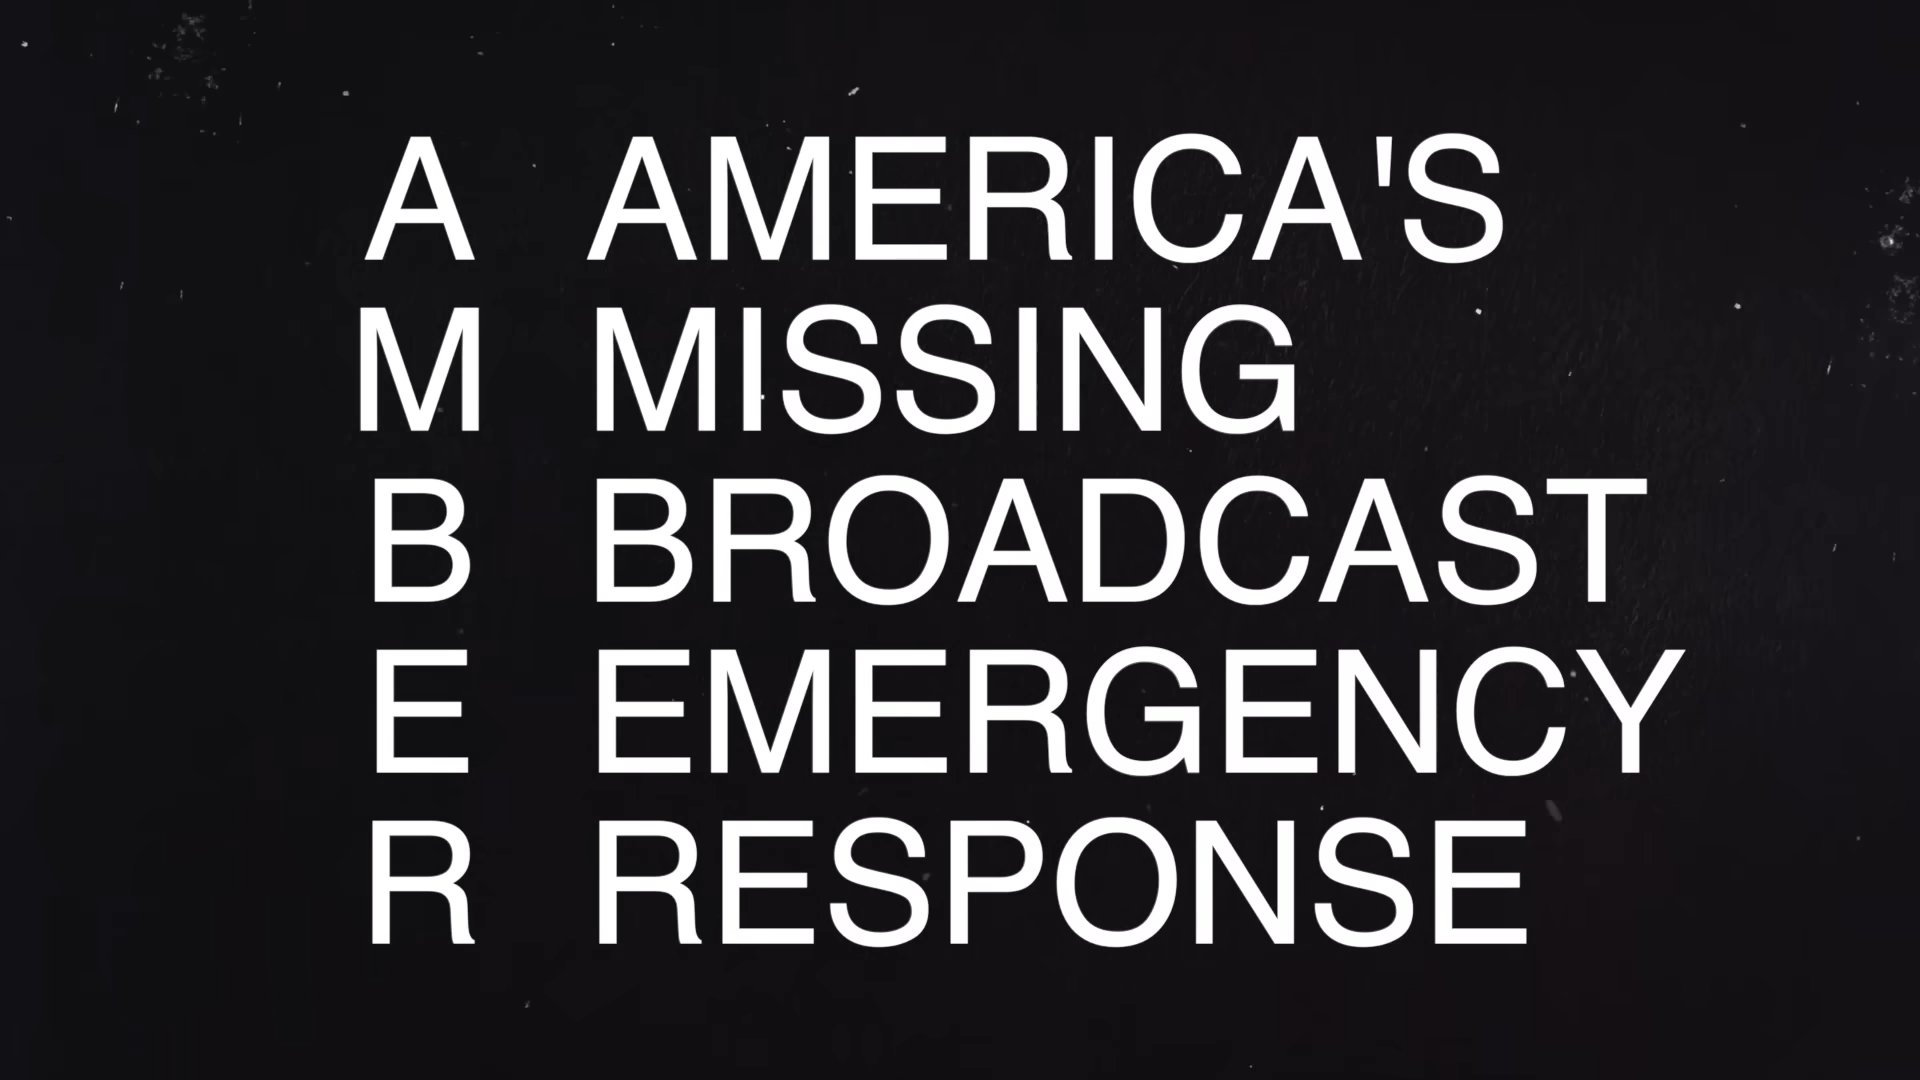 A AMERICA'S
M MISSING
B BROADCAST
E EMERGENCY
R RESPONSE